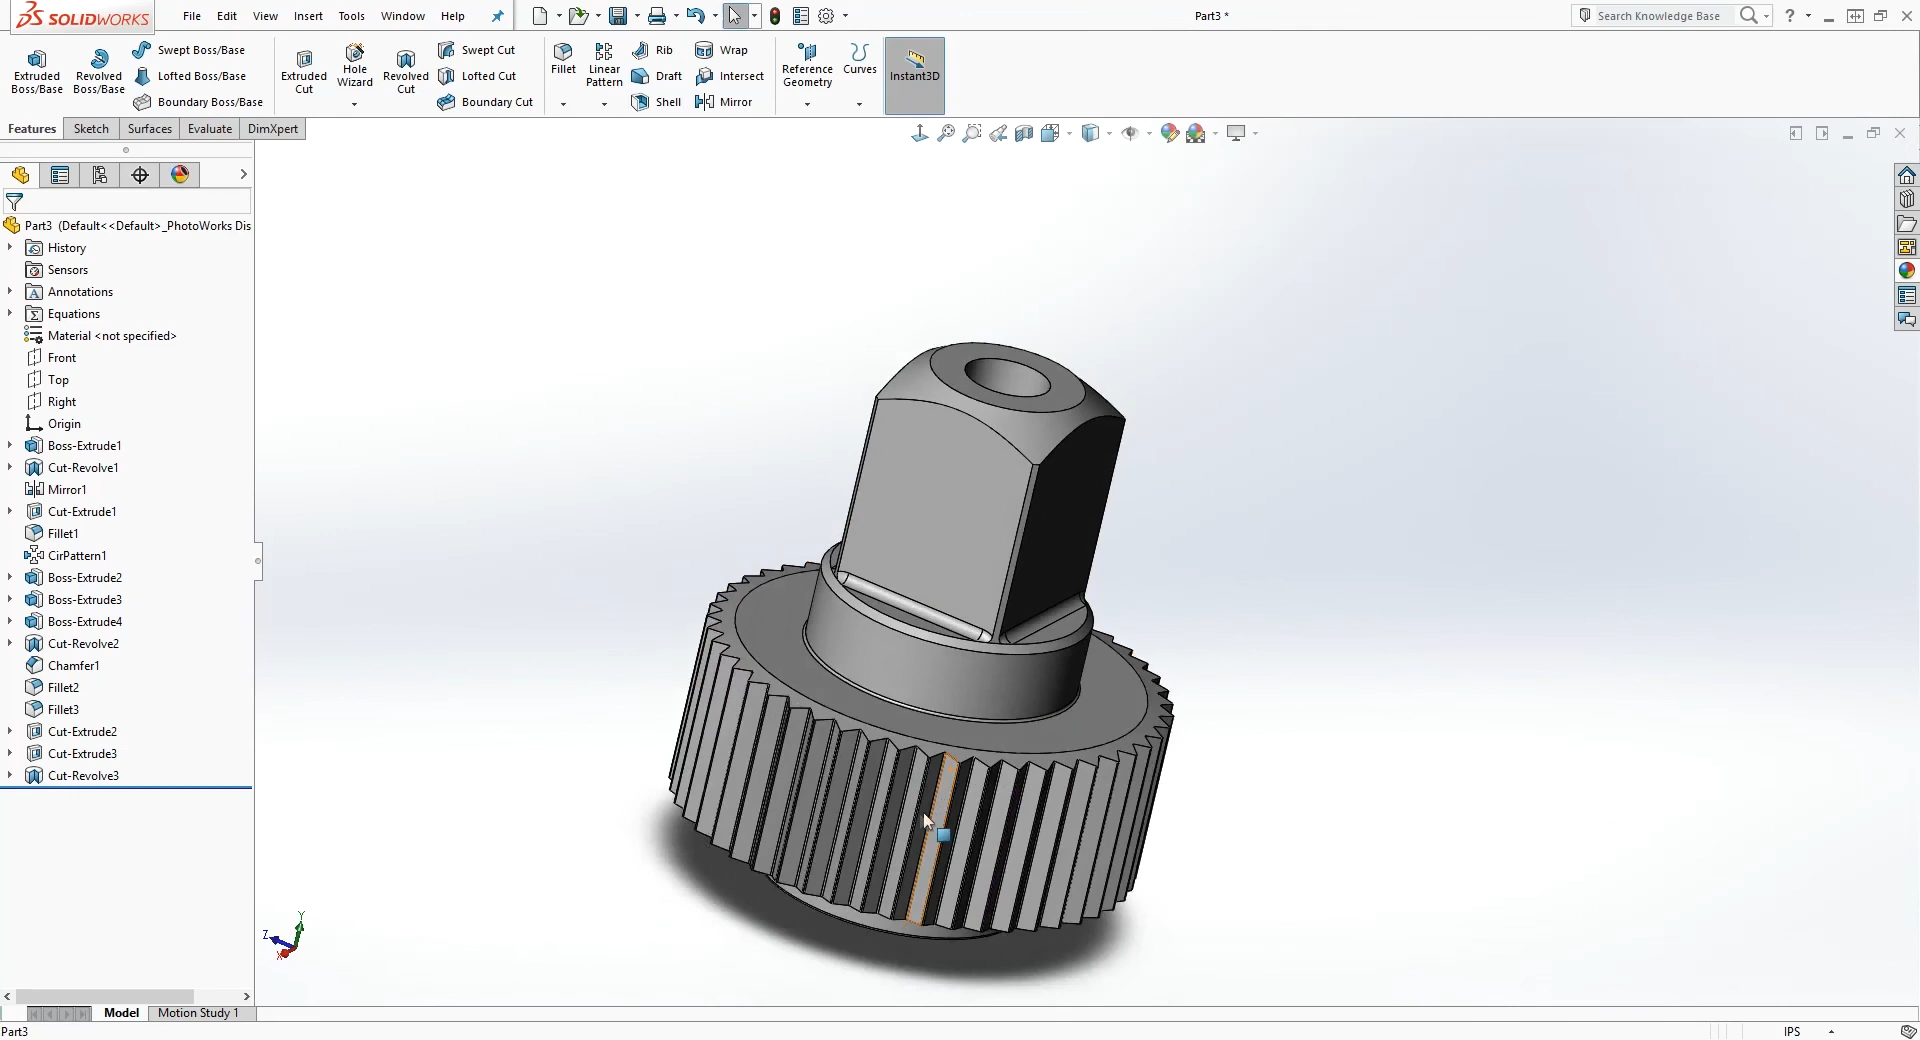 SOLIDWORKS File Edit View Insert Tools Window Help Part3 * Search Knowledge Base ?
Extruded Boss/Base
Revolved Boss/Base
Swept Boss/Base
Lofted Boss/Base
Boundary Boss/Base
Extruded Cut
Hole Wizard
Revolved Cut
Swept Cut
Lofted Cut
Boundary Cut
Fillet
Linear Pattern
Rib
Draft
Shell
Wrap
Intersect
Mirror
Reference Geometry
Curves
Instant3D
Features Sketch Surfaces Evaluate DimXpert
Part3 (Default<<Default>_PhotoWorks Dis
History
Sensors
A Annotations
Σ Equations
Material <not specified>
Front
Top
Right
Origin
Boss-Extrude1
Cut-Revolve1
Mirror1
Cut-Extrude1
Fillet1
CirPattern1
Boss-Extrude2
Boss-Extrude3
Boss-Extrude4
Cut-Revolve2
Chamfer1
Fillet2
Fillet3
Cut-Extrude2
Cut-Extrude3
Cut-Revolve3
Y
Z
X
Model Motion Study 1
Part3 IPS